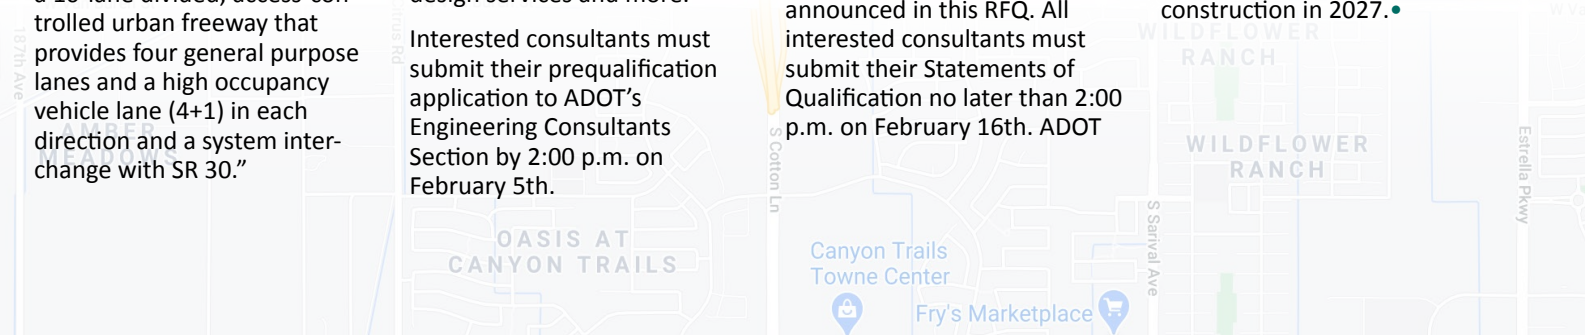 trolled urban freeway that
provides four general purpose
lanes and a high occupancy
vehicle lane (4+1) in each
direction and a system inter-
change with SR 30.”
Interested consultants must
submit their prequalification
application to ADOT’s
Engineering Consultants
Section by 2:00 p.m. on
February 5th.
announced in this RFQ. All
interested consultants must
submit their Statements of
Qualification no later than 2:00
p.m. on February 16th. ADOT
construction in 2027.•
187th Ave
AMBER
MEADOWS
OASIS AT
CANYON TRAILS
S Cotton Ln
Canyon Trails
Towne Center
Fry's Marketplace
WILDFLOWER
RANCH
WILDFLOWER
RANCH
S Sarival Ave
Estrella Pkwy